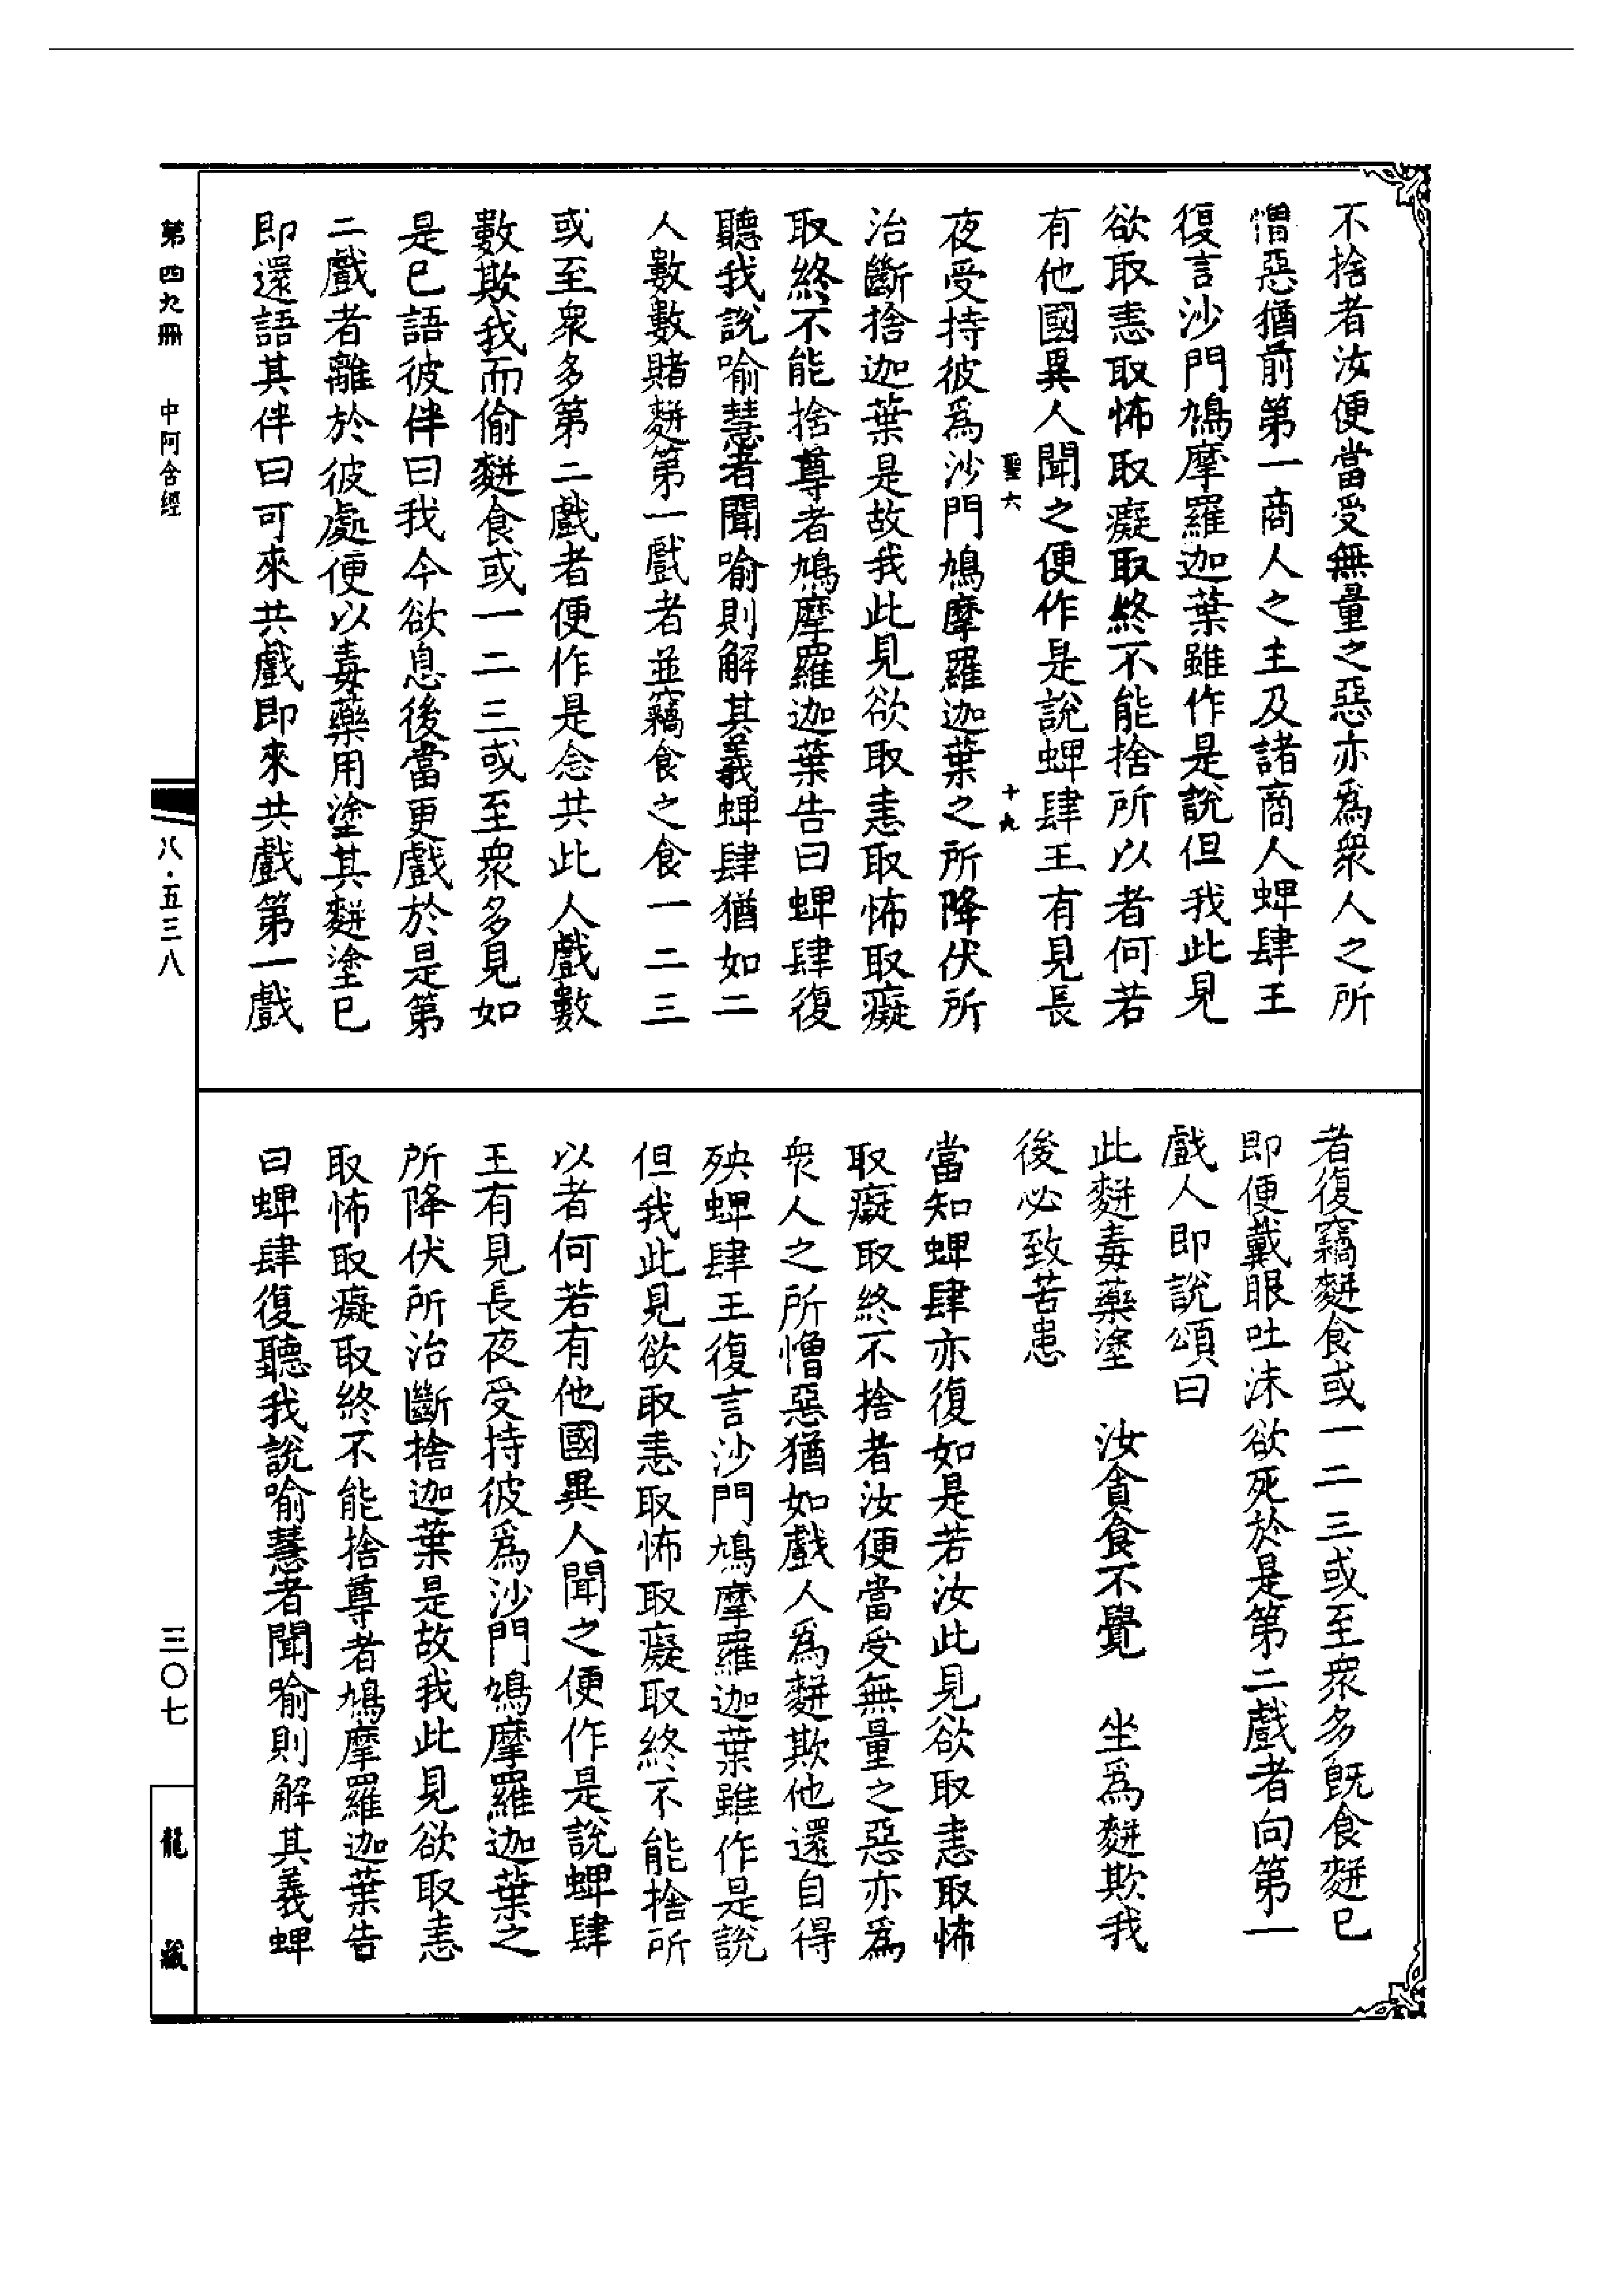 不捨者汝便當受無量之惡亦爲衆人之所
憎惡猶前第一商人之主及諸商人蜱肆王
復言沙門鳩摩羅迦葉雖作是說但我此見
欲取恚取怖取癡取終不能捨所以者何若
有他國異人聞之便作是說蜱肆王有見長
聖六 十九
夜受持彼爲沙門鳩摩羅迦葉之所降伏所
治斷捨迦葉是故我此見欲取恚取怖取癡
取終不能捨尊者鳩摩羅迦葉告曰蜱肆復
聽我說喻慧者聞喻則解其義蜱肆猶如二
人數數賭麨第一戲者並竊食之食一二三
或至衆多第二戲者便作是念共此人戲數
數欺我而偷麨食或一二三或至衆多見如
是已語彼伴曰我今欲息後當更戲於是第
二戲者離於彼處便以毒藥用塗其麨塗已
即還語其伴曰可來共戲即來共戲第一戲
者復竊麨食或一二三或至衆多旣食麨已
即便戴眼吐沫欲死於是第二戲者向第一
戲人即說頌曰
此麨毒藥塗 汝貪食不覺 坐爲麨欺我
後必致苦患
當知蜱肆亦復如是若汝此見欲取恚取怖
取癡取終不捨者汝便當受無量之惡亦爲
衆人之所憎惡猶如戲人爲麨欺他還自得
殃蜱肆王復言沙門鳩摩羅迦葉雖作是說
但我此見欲取恚取怖取癡取終不能捨所
以者何若有他國異人聞之便作是說蜱肆
王有見長夜受持彼爲沙門鳩摩羅迦葉之
所降伏所治斷捨迦葉是故我此見欲取恚
取怖取癡取終不能捨尊者鳩摩羅迦葉告
曰蜱肆復聽我說喻慧者聞喻則解其義蜱
第四九冊 中阿含經 八·五三八 三〇七 龍藏